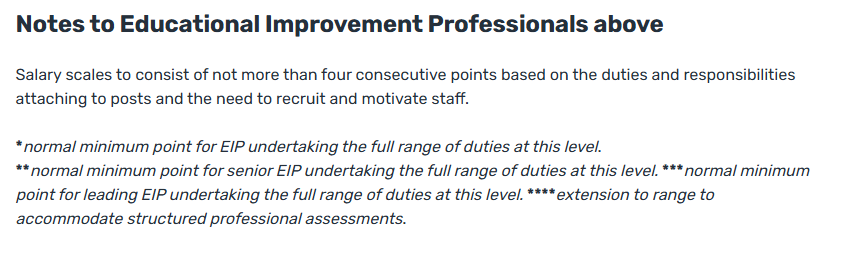 Notes to Educational Improvement Professionals above
Salary scales to consist of not more than four consecutive points based on the duties and responsibilities
attaching to posts and the need to recruit and motivate staff.
*normal minimum point for EIP undertaking the full range of duties at this level.
**normal minimum point for senior EIP undertaking the full range of duties at this level. ***normal minimum
point for leading EIP undertaking the full range of duties at this level. ****extension to range to
accommodate structured professional assessments.